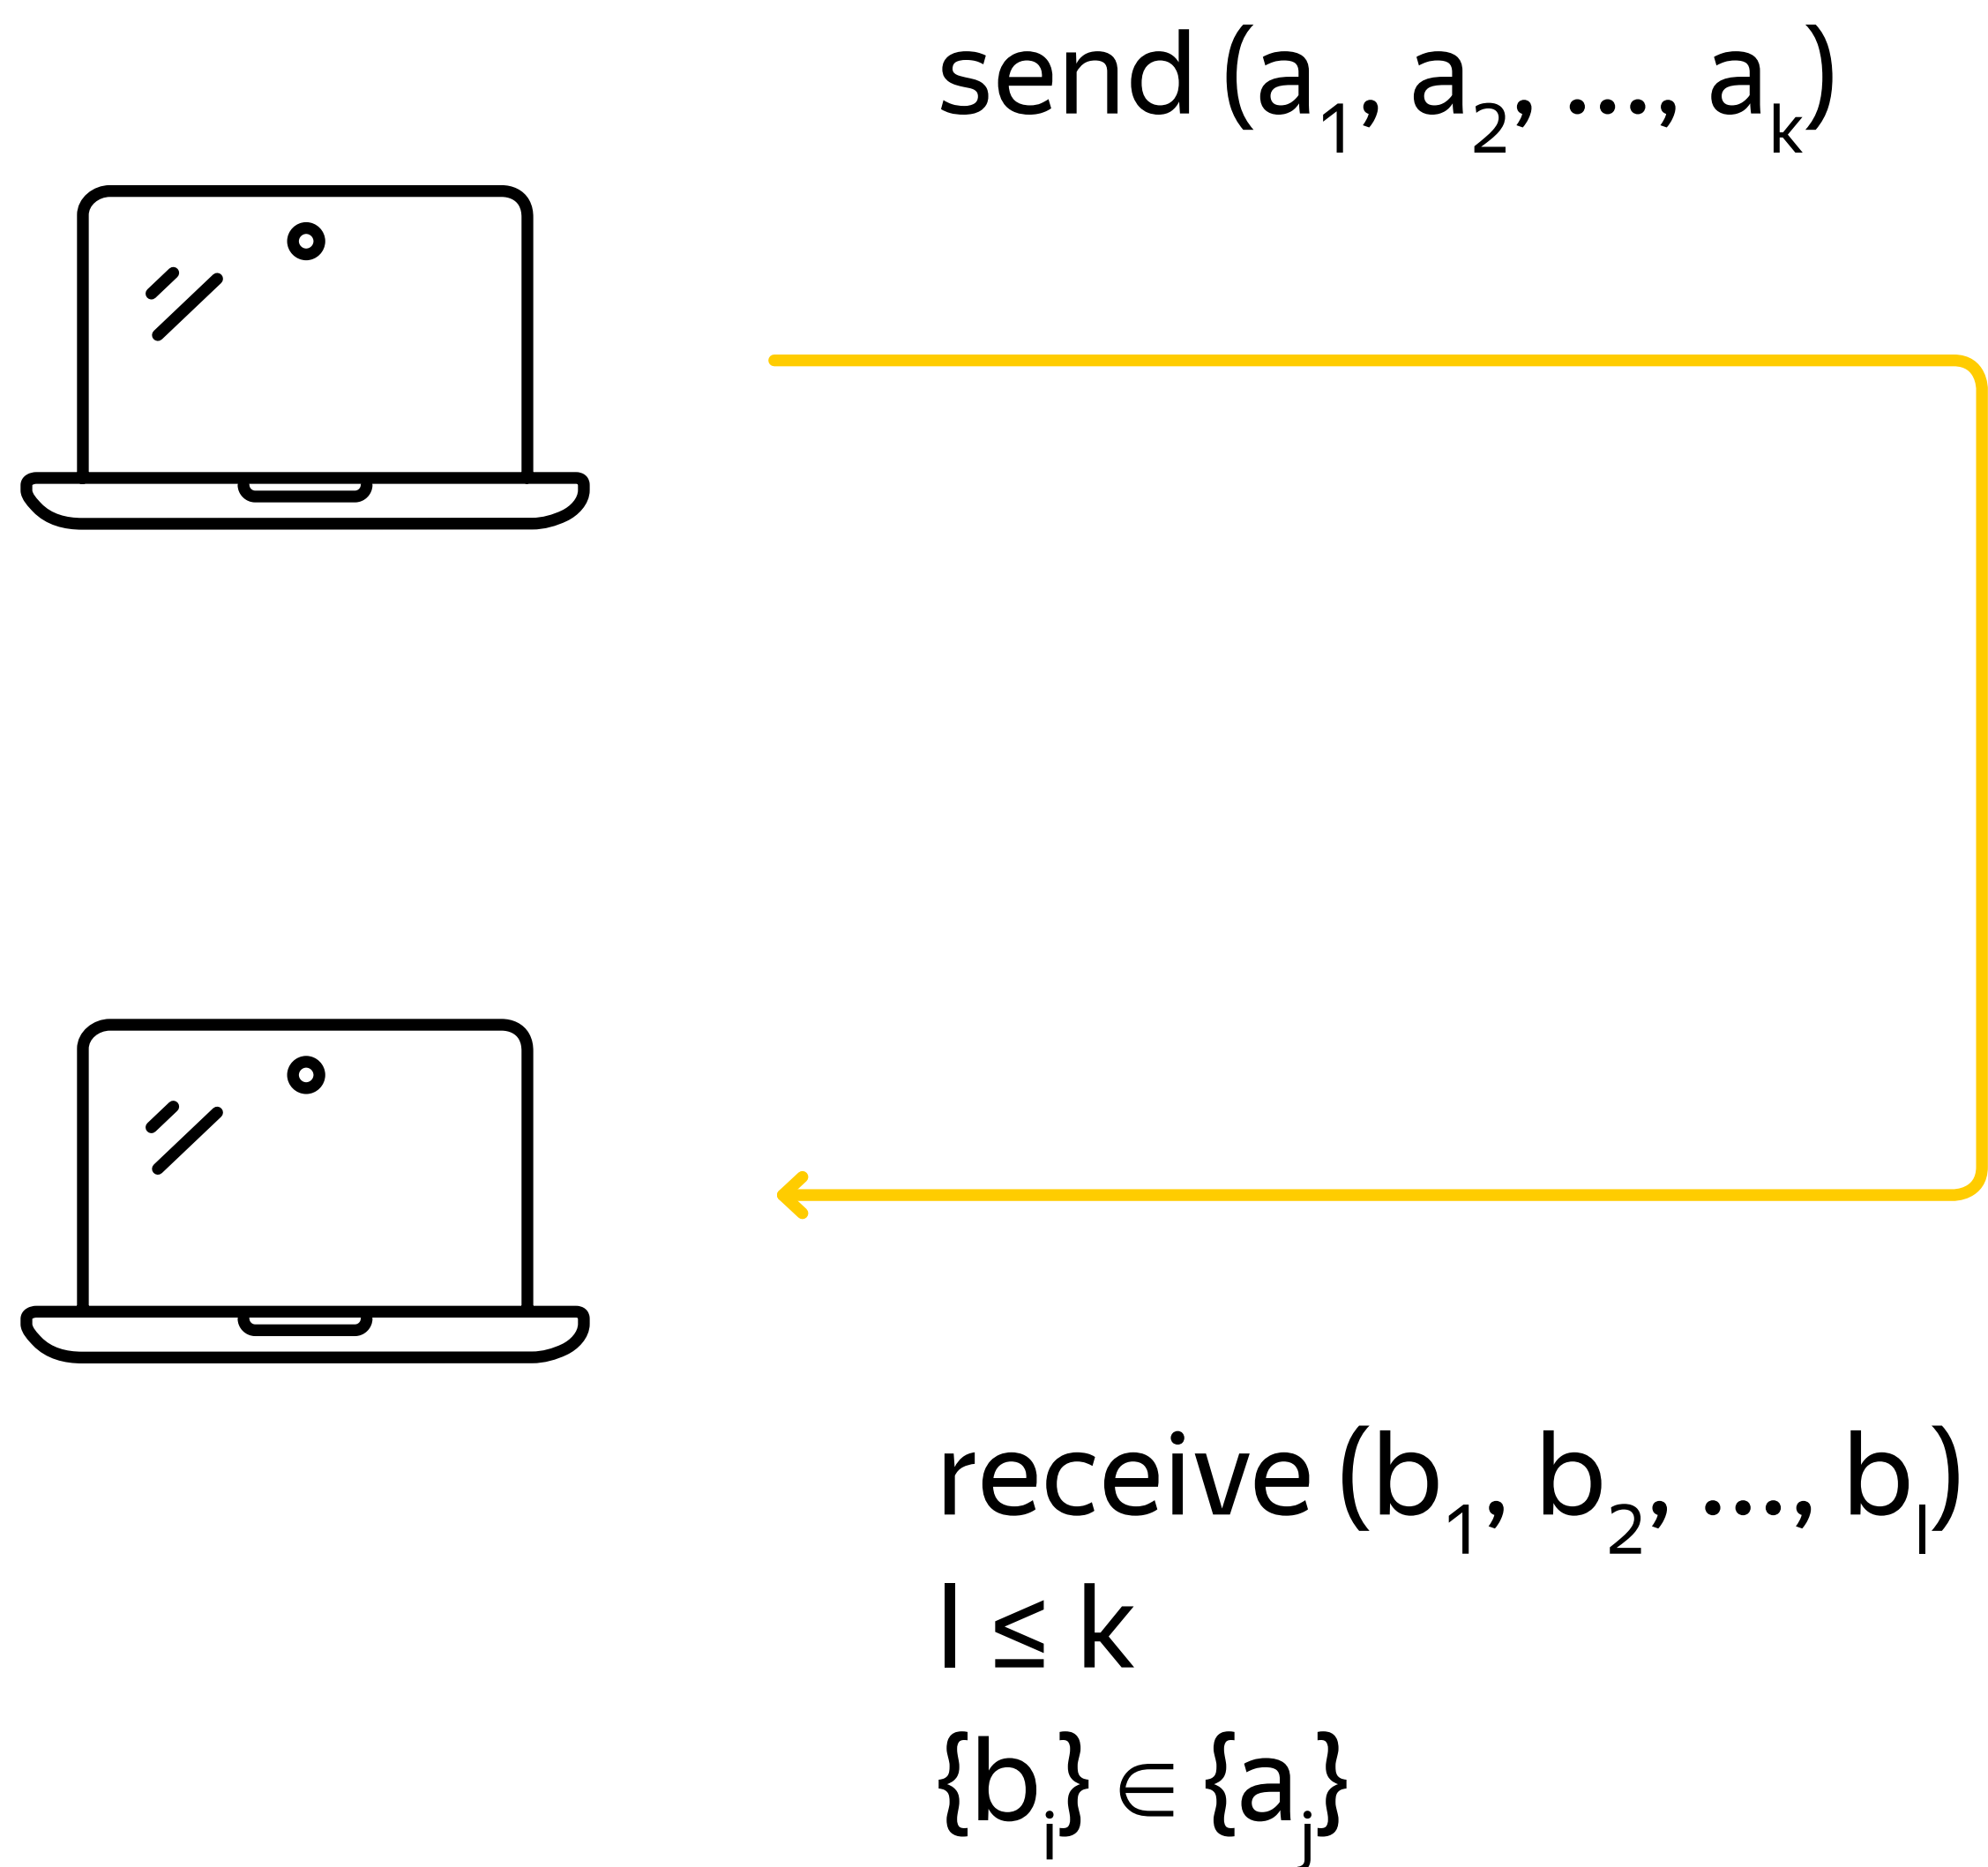 send (a₁, a₂, ..., aₖ)
receive (b₁, b₂, ..., bₗ)
l ≤ k
{bᵢ} ∈ {aⱼ}